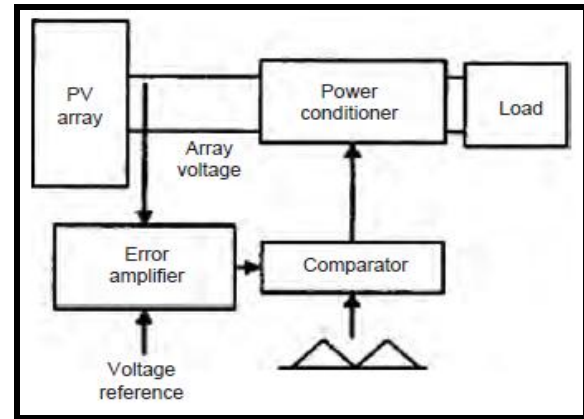 PV
array
Power
conditioner
Load
Array
voltage
Error
amplifier
Comparator
Voltage
reference